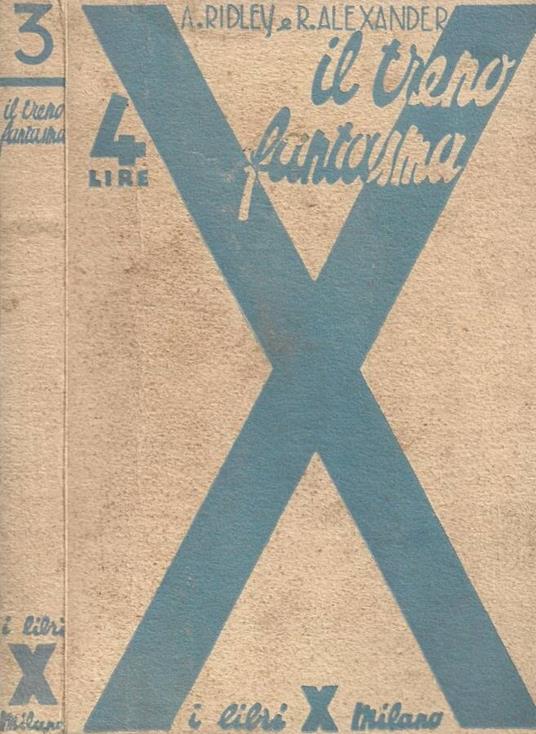 3
il treno
fantasma
i libri
X
Milano
A. RIDLEY e R. ALEXANDER
il treno
fantasma
4
LIRE
X
i libri X Milano